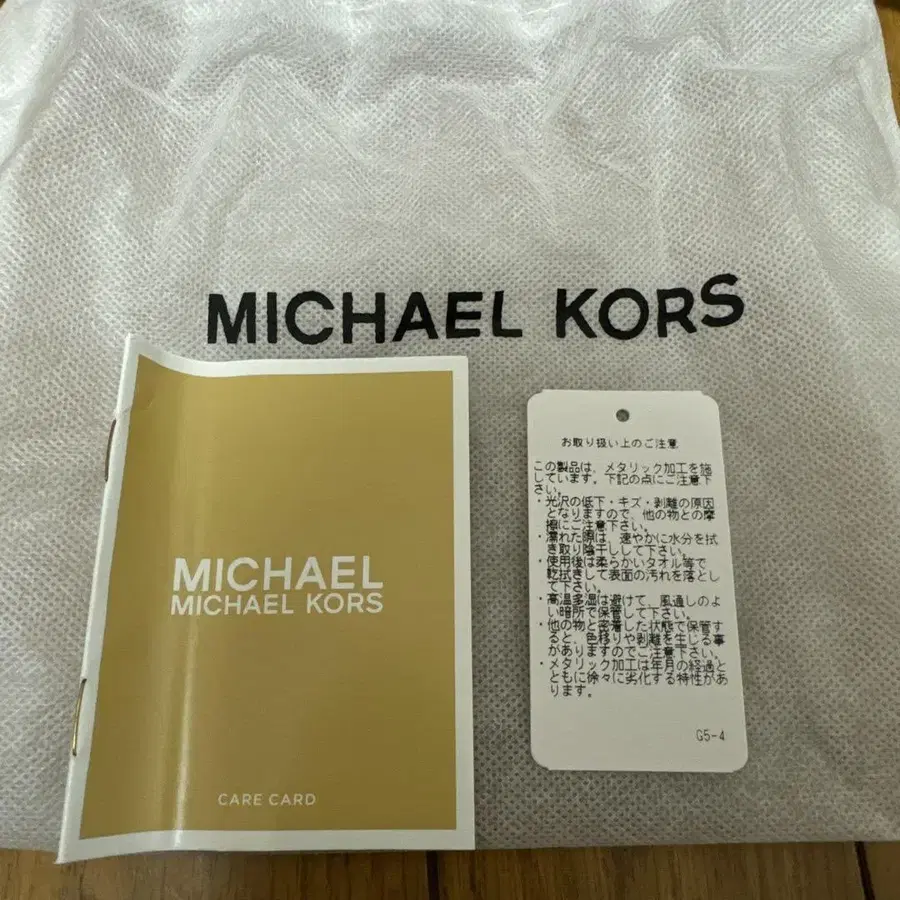 MICHAEL KORS
MICHAEL
MICHAEL KORS
CARE CARD
お取り扱い上のご注意
この製品は、メタリック加工を施
しています。下記の点にご注意下
さい。
・光沢の低下・キズ・剥離の原因
となりますので、他の物との摩
擦にご注意下さい。
・濡れた際は、速やかに水分を拭
き取り陰干しして下さい。
・使用後は柔らかいタオル等で
乾拭きして表面の汚れを落とし
て下さい。
・高温多湿は避けて、風通しのよ
い暗所で保管して下さい。
・他の物と密着した状態で保管す
ると、色移りや剥離を生じる事
がありますのでご注意下さい。
・メタリック加工は年月の経過と
ともに徐々に劣化する特性があ
ります。
G5-4